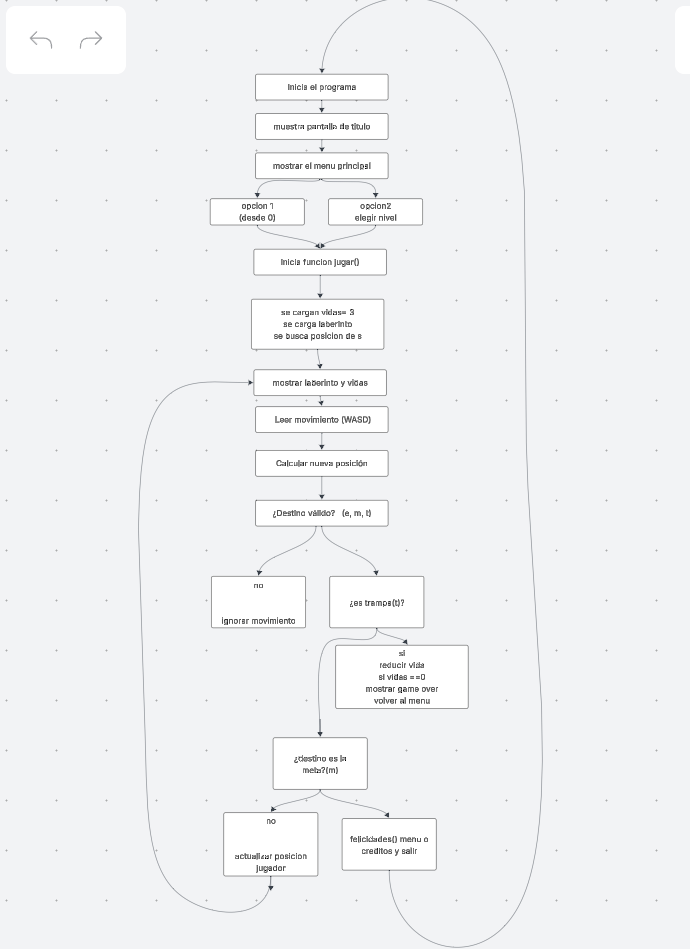 Inicia el programa
muestra pantalla de titulo
mostrar el menu principal
opcion 1
(desde 0)
opcion2
elegir nivel
Inicia funcion jugar()
se cargan vidas= 3
se carga laberinto
se busca posicion de s
mostrar laberinto y vidas
Leer movimiento (WASD)
Calcular nueva posición
¿Destino válido? (e, m, t)
no
ignorar movimiento
¿es trampa(t)?
si
reducir vida
si vidas ==0
mostrar game over
volver al menu
¿destino es la
meta?(m)
no
actualizar posicion
jugador
felicidades() menu o
creditos y salir